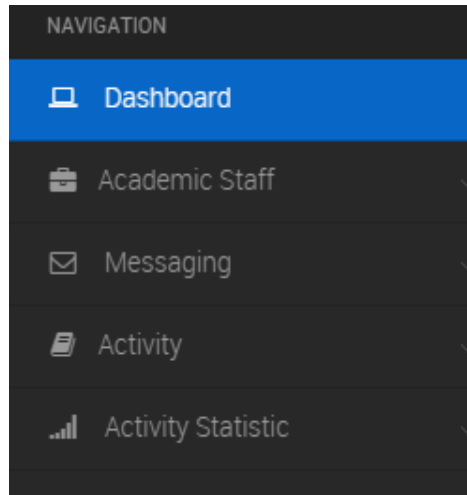 NAVIGATION
Dashboard
Academic Staff
Messaging
Activity
Activity Statistic